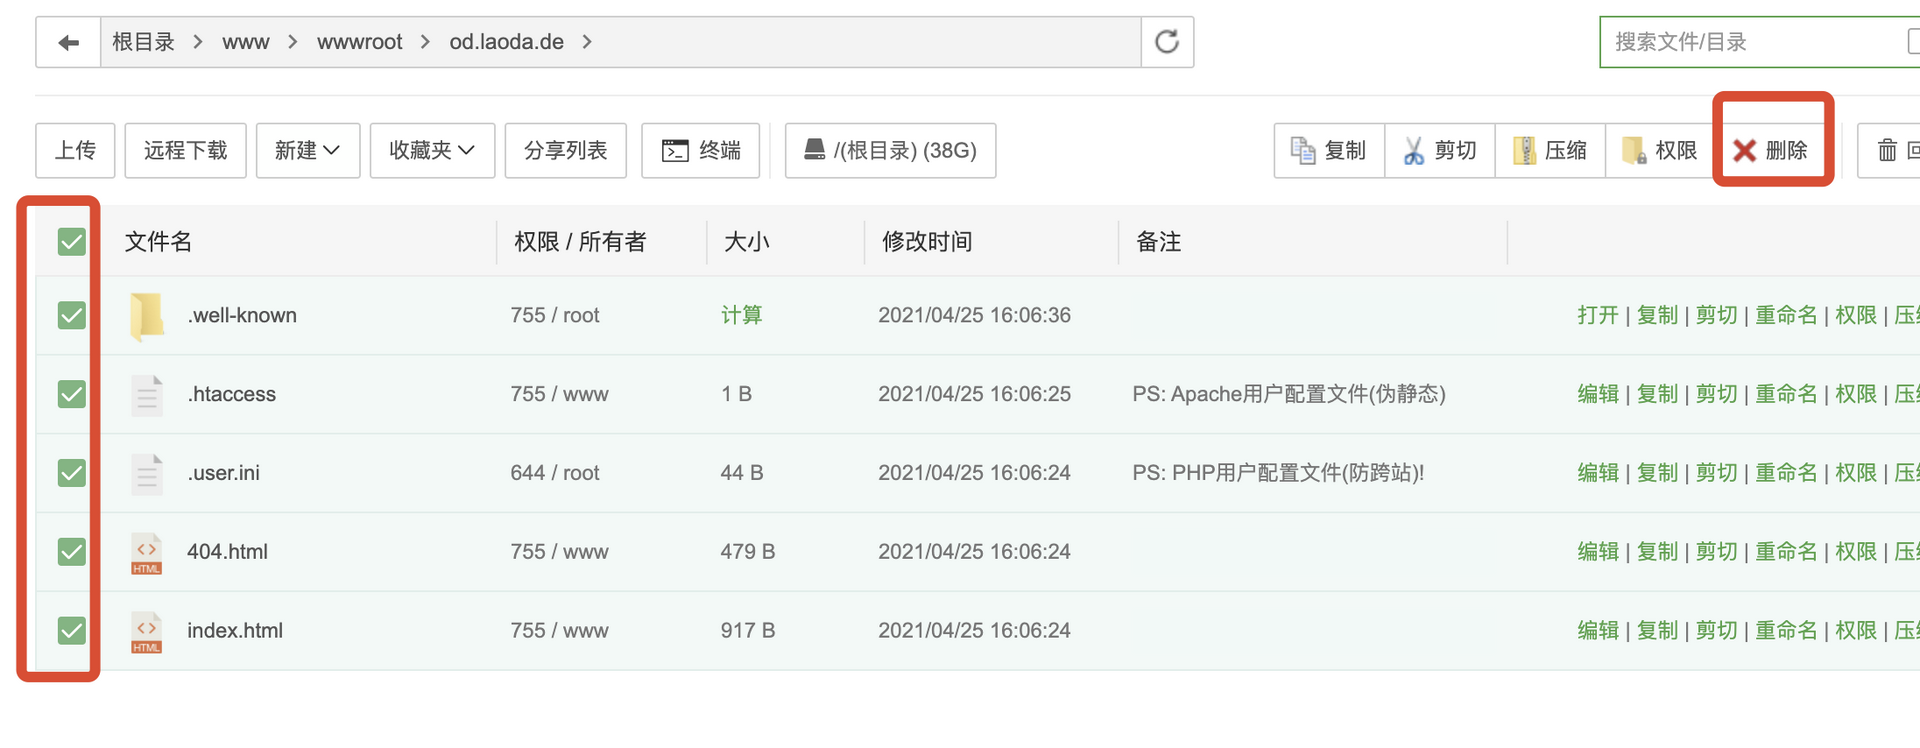 根目录 > www > wwwroot > od.laoda.de >
搜索文件/目录
上传 远程下载 新建 收藏夹 分享列表 终端 /(根目录) (38G) 复制 剪切 压缩 权限 删除
文件名 权限 / 所有者 大小 修改时间 备注
.well-known 755 / root 计算 2021/04/25 16:06:36 打开 | 复制 | 剪切 | 重命名 | 权限 |
.htaccess 755 / www 1 B 2021/04/25 16:06:25 PS: Apache用户配置文件(伪静态) 编辑 | 复制 | 剪切 | 重命名 | 权限 |
.user.ini 644 / root 44 B 2021/04/25 16:06:24 PS: PHP用户配置文件(防跨站)! 编辑 | 复制 | 剪切 | 重命名 | 权限 |
HTML 404.html 755 / www 479 B 2021/04/25 16:06:24 编辑 | 复制 | 剪切 | 重命名 | 权限 |
HTML index.html 755 / www 917 B 2021/04/25 16:06:24 编辑 | 复制 | 剪切 | 重命名 | 权限 |